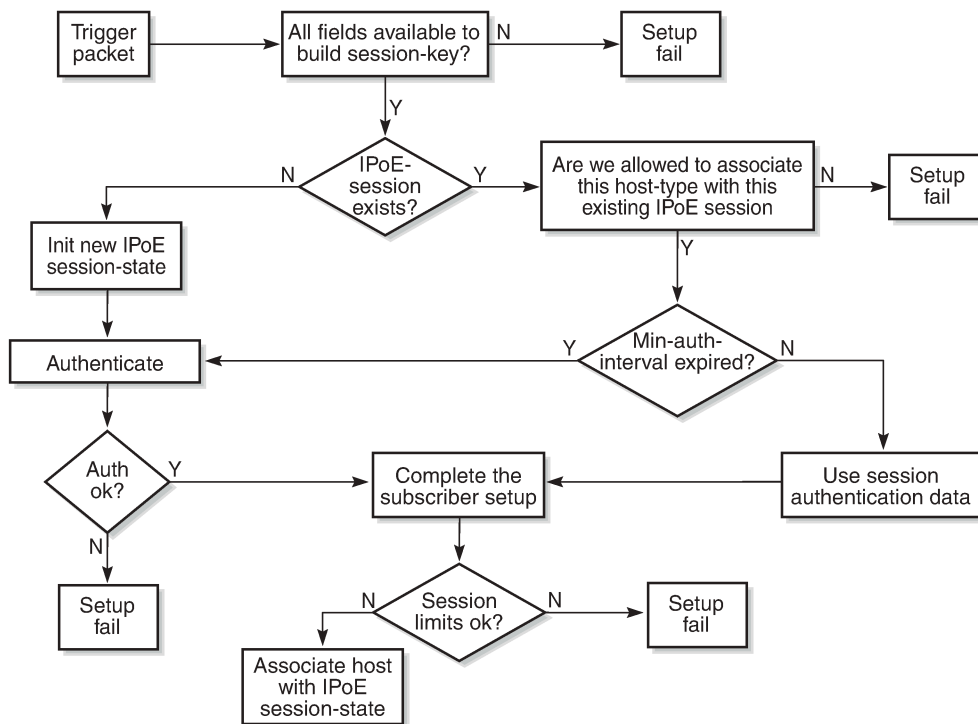 Trigger
packet
All fields available to
build session-key?
N
Setup
fail
Y
IPoE-
session
exists?
N
Y
Are we allowed to associate
this host-type with this
existing IPoE session
N
Setup
fail
Y
Init new IPoE
session-state
Authenticate
Y
Min-auth-
interval expired?
N
Auth
ok?
Y
Complete the
subscriber setup
Use session
authentication data
N
Setup
fail
N
Session
limits ok?
N
Setup
fail
Associate host
with IPoE
session-state